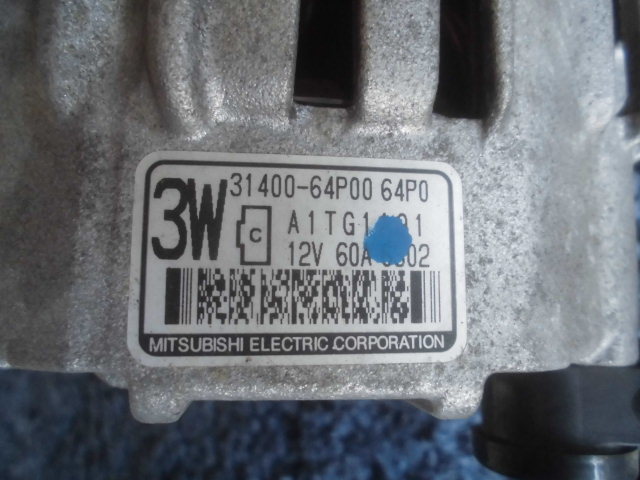 3W
31400-64P00 64P0
C
12V 60A
MITSUBISHI ELECTRIC CORPORATION